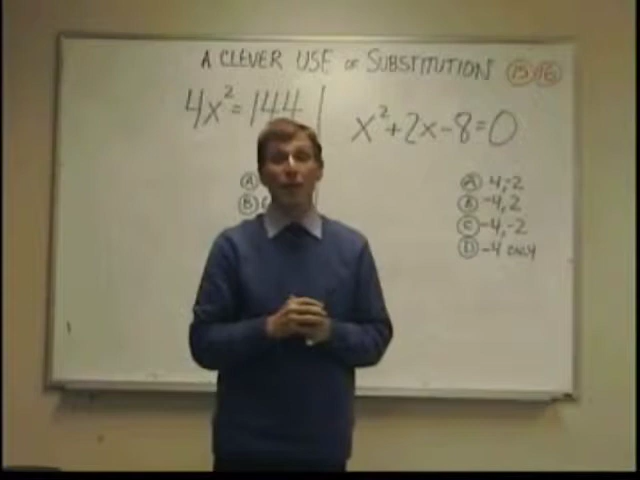 A CLEVER USE OF SUBSTITUTION 15 16
4x² = 144
x² + 2x - 8 = 0
A
B
A 4, -2
B -4, 2
C -4, -2
D -4 ONLY